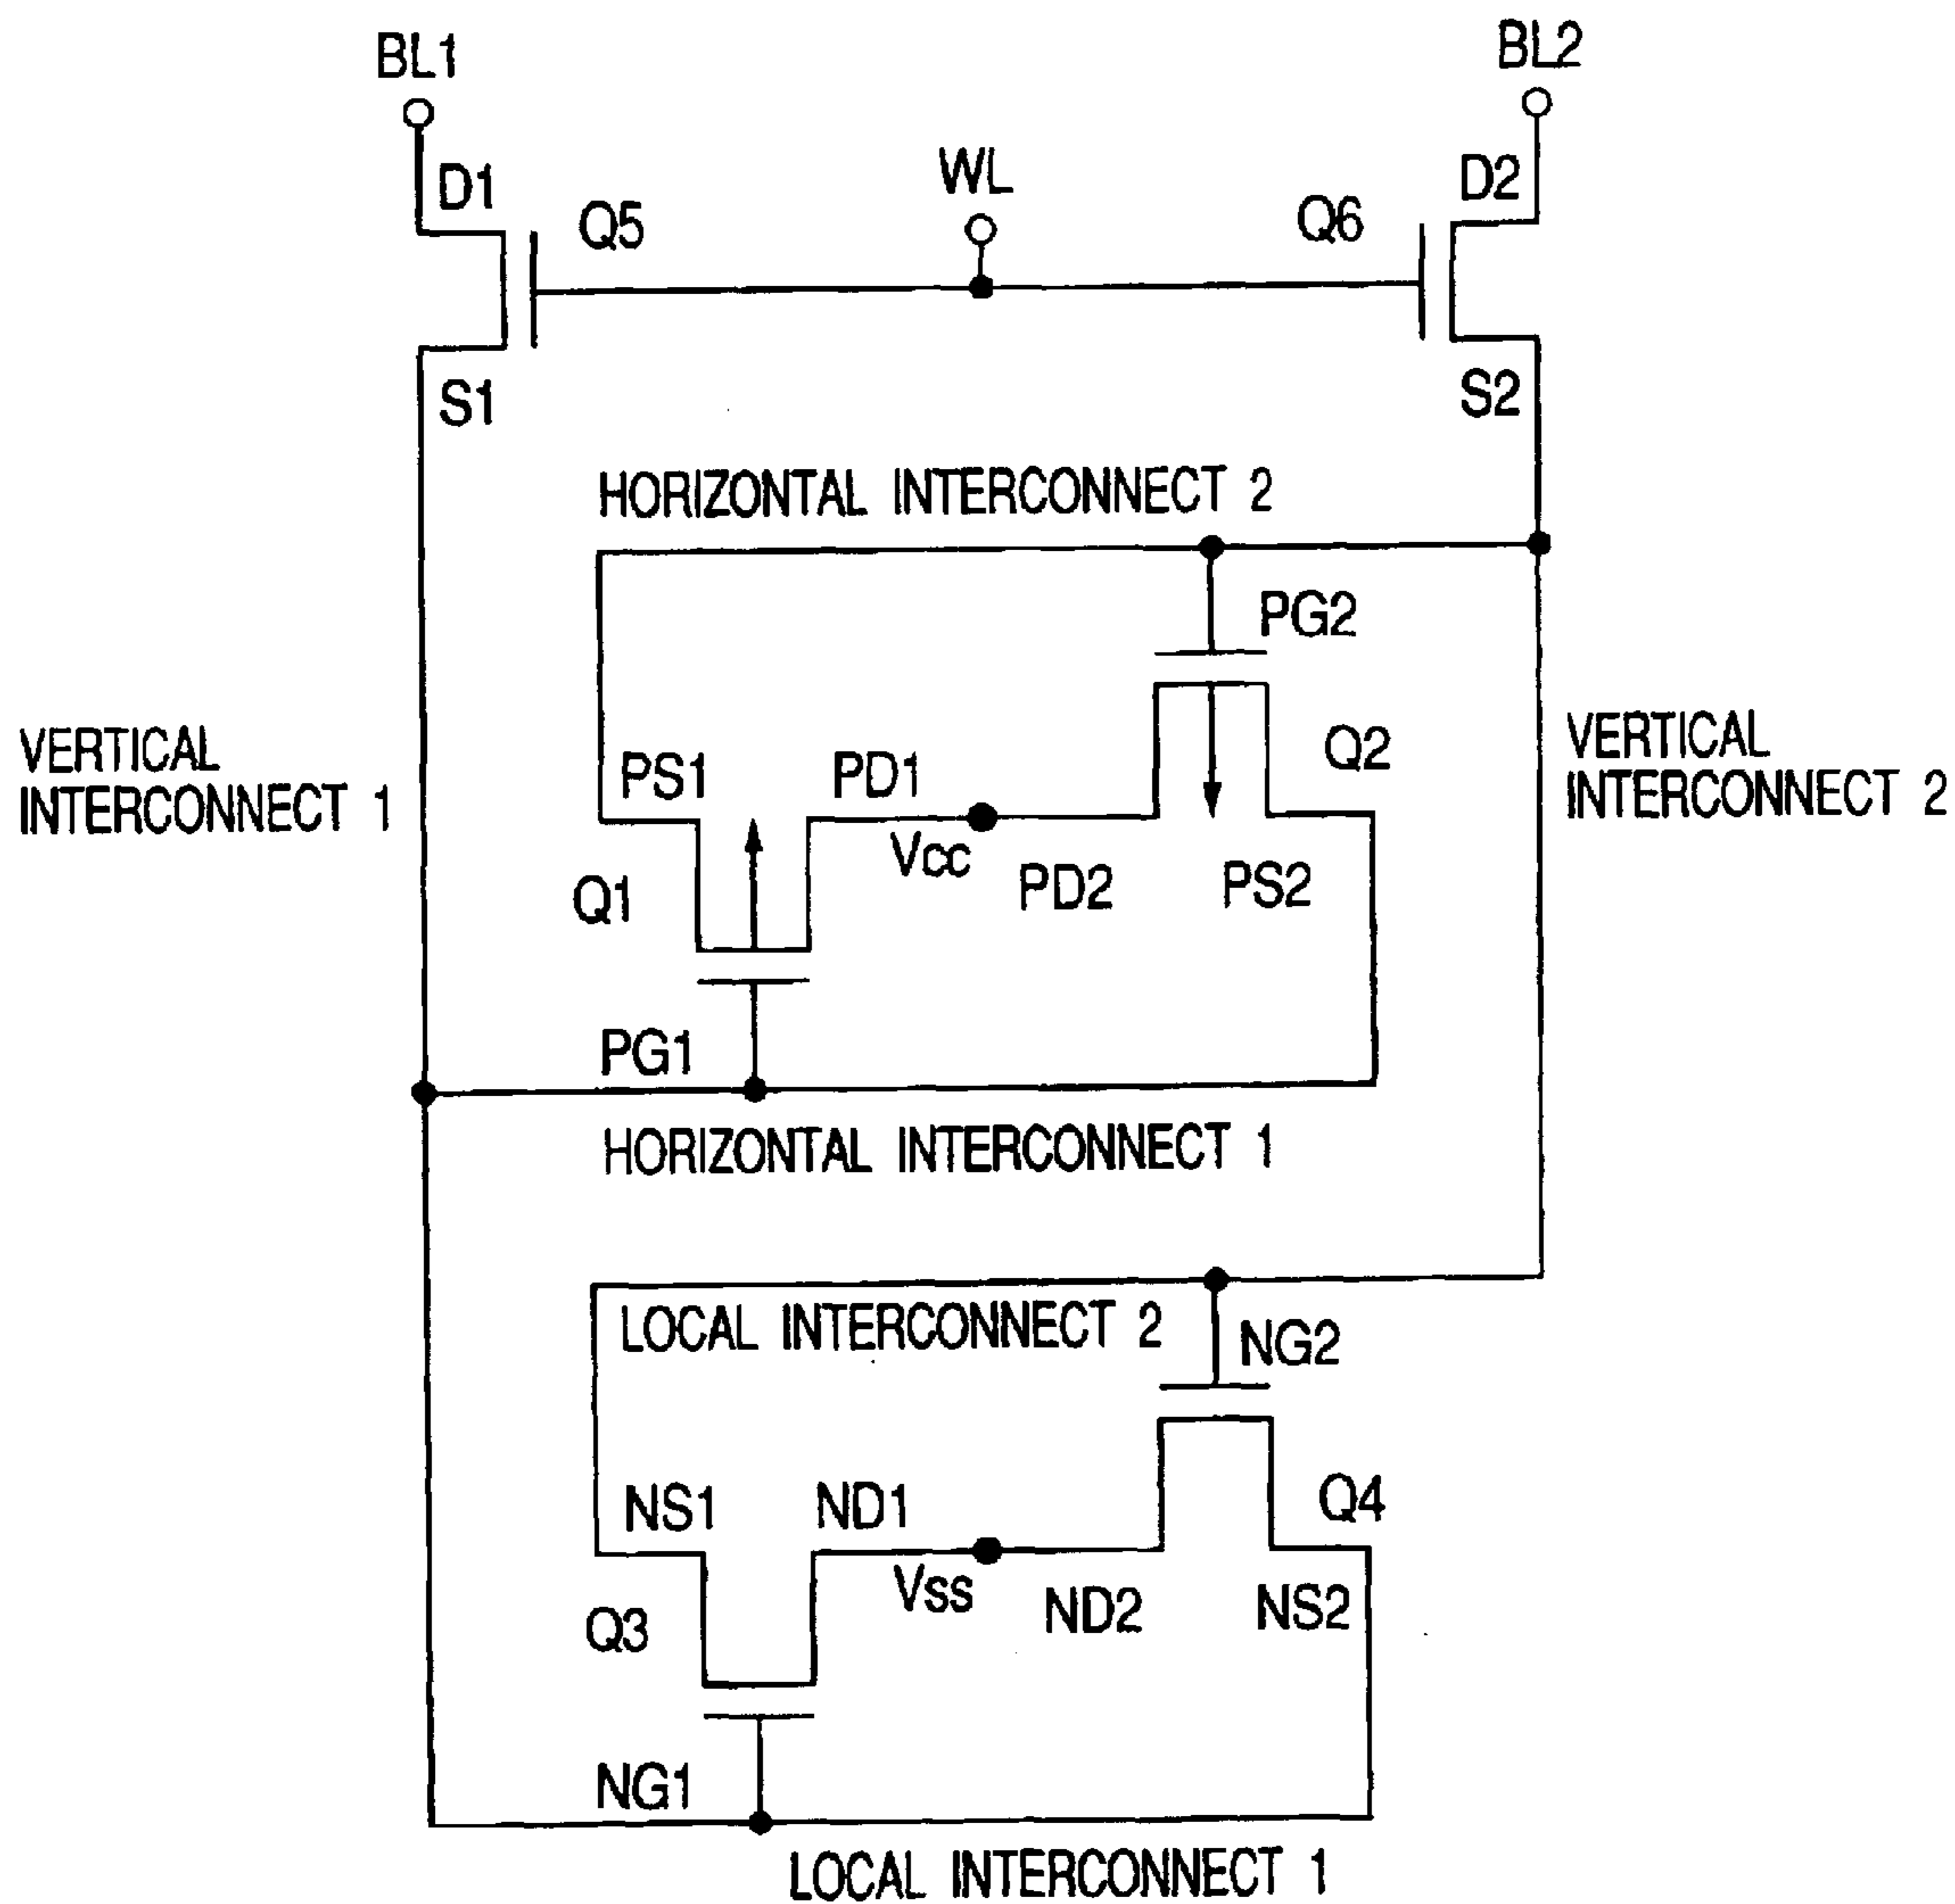 BL1
BL2
D1
Q5
WL
Q6
D2
S1
S2
HORIZONTAL INTERCONNECT 2
PG2
VERTICAL
INTERCONNECT 1
PS1
PD1
Q2
VERTICAL
INTERCONNECT 2
Q1
Vcc
PD2
PS2
PG1
HORIZONTAL INTERCONNECT 1
LOCAL INTERCONNECT 2
NG2
NS1
ND1
Q4
Q3
Vss
ND2
NS2
NG1
LOCAL INTERCONNECT 1